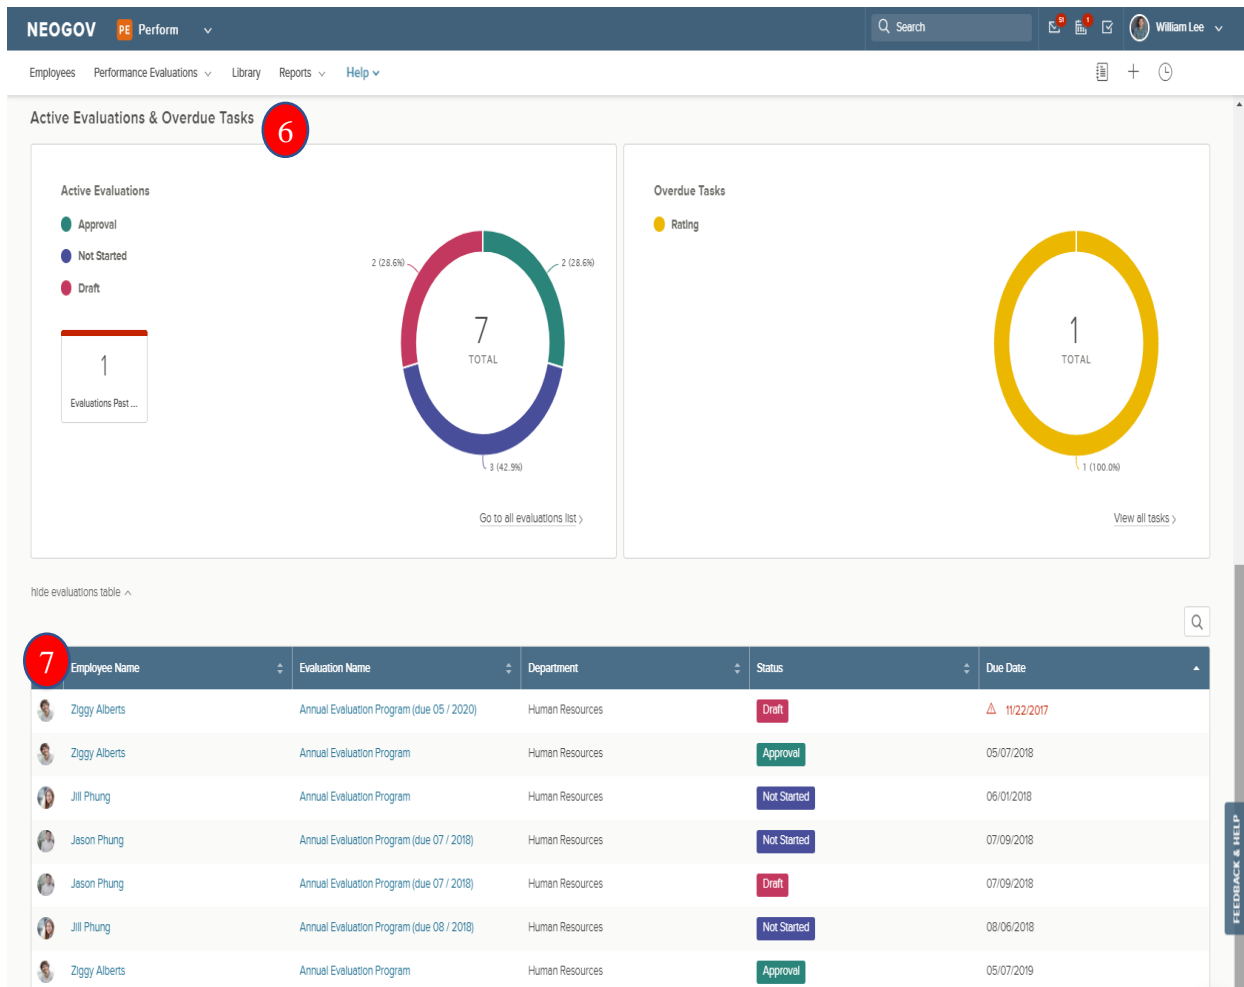 NEOGOV PE Perform Search 51 1 William Lee
Employees Performance Evaluations Library Reports Help
Active Evaluations & Overdue Tasks 6
Active Evaluations
Approval
Not Started
Draft
1
Evaluations Past ...
2 (28.6%)
2 (28.6%)
7
TOTAL
3 (42.9%)
Go to all evaluations list
Overdue Tasks
Rating
1
TOTAL
1 (100.0%)
View all tasks
hide evaluations table
7 Employee Name Evaluation Name Department Status Due Date
Ziggy Alberts Annual Evaluation Program (due 05 / 2020) Human Resources Draft 11/22/2017
Ziggy Alberts Annual Evaluation Program Human Resources Approval 05/07/2018
Jill Phung Annual Evaluation Program Human Resources Not Started 06/01/2018
Jason Phung Annual Evaluation Program (due 07 / 2018) Human Resources Not Started 07/09/2018
Jason Phung Annual Evaluation Program (due 07 / 2018) Human Resources Draft 07/09/2018
Jill Phung Annual Evaluation Program (due 08 / 2018) Human Resources Not Started 08/06/2018
Ziggy Alberts Annual Evaluation Program Human Resources Approval 05/07/2019
FEEDBACK & HELP